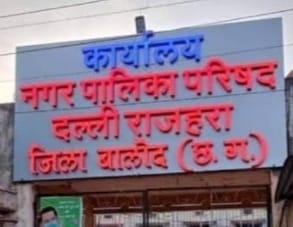 कार्यालय
नगर पालिका परिषद
दल्ली राजहरा
जिला बालोद (छ.ग.)